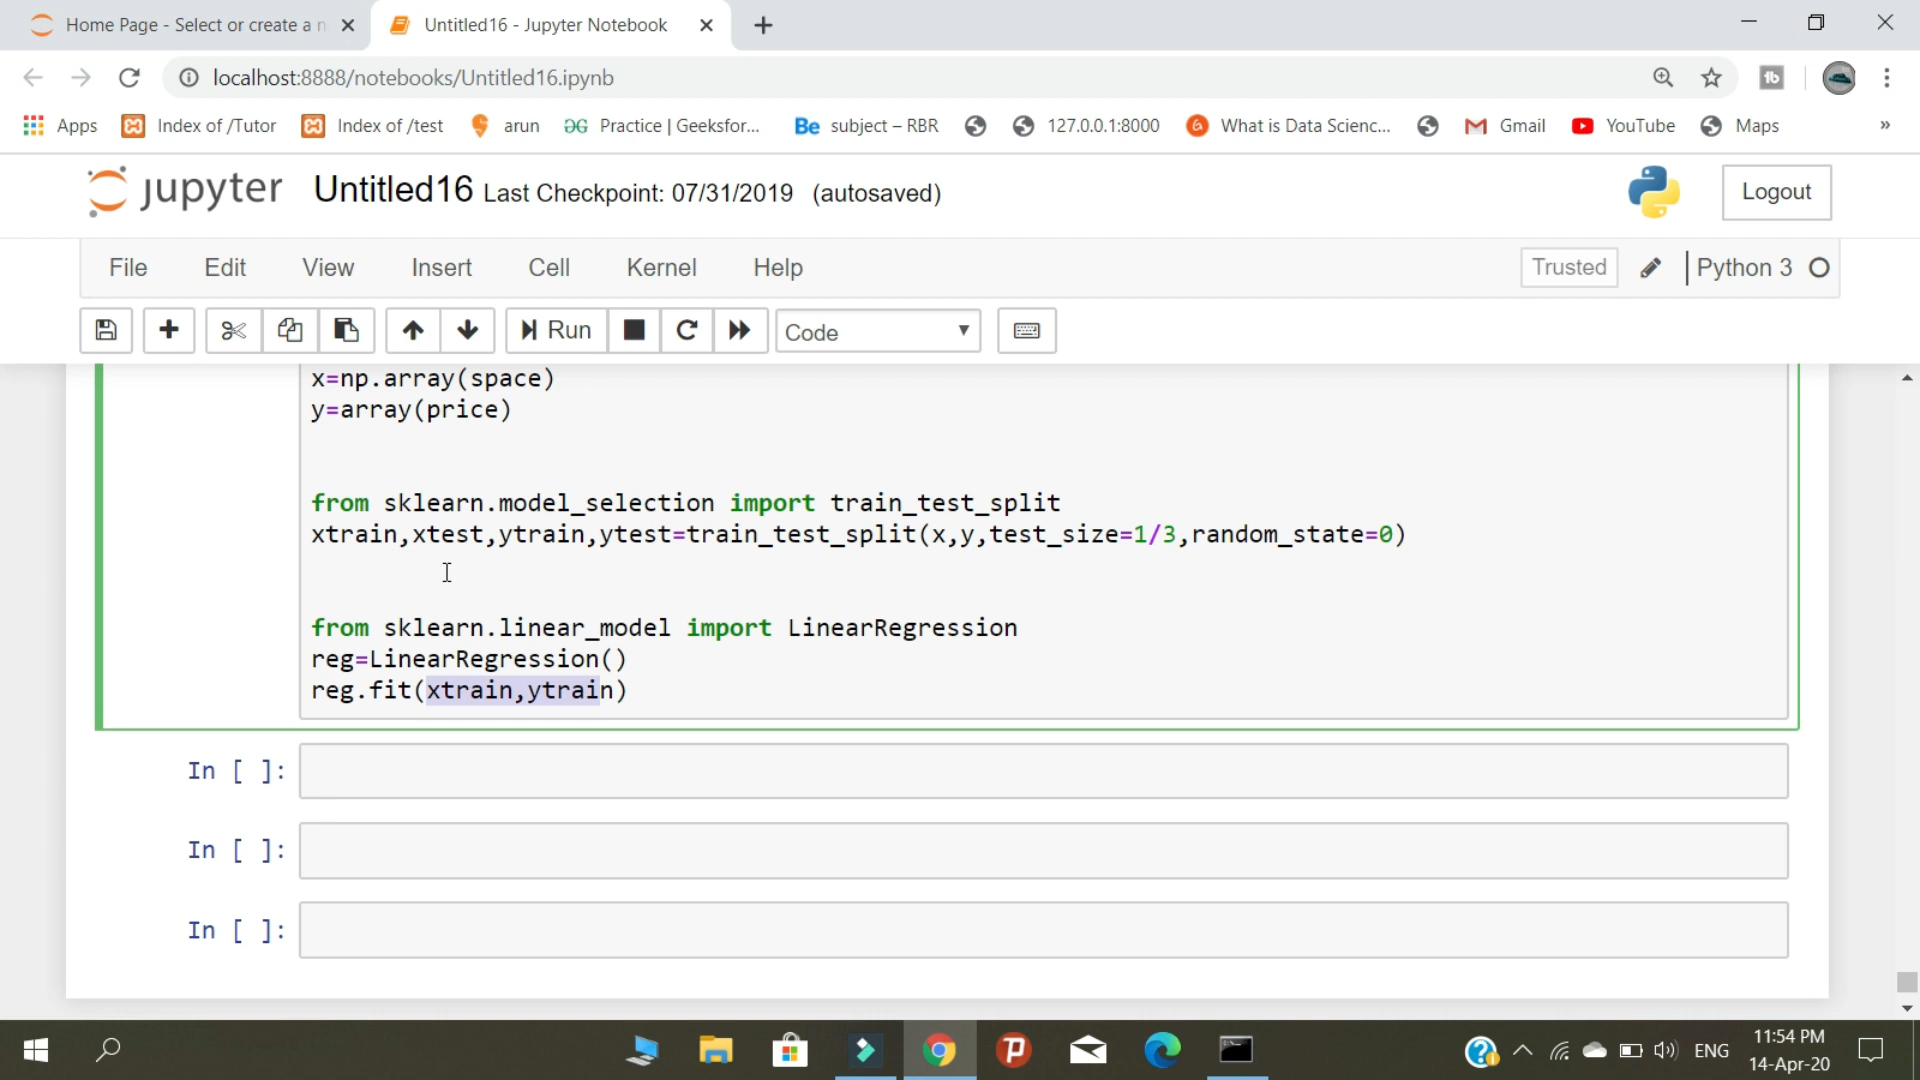 Home Page - Select or create a n
Untitled16 - Jupyter Notebook
localhost:8888/notebooks/Untitled16.ipynb
Apps
Index of /Tutor
Index of /test
arun
Practice | Geeksfor...
Be subject – RBR
127.0.0.1:8000
What is Data Scienc...
Gmail
YouTube
Maps
»
jupyter Untitled16 Last Checkpoint: 07/31/2019 (autosaved)
Logout
File Edit View Insert Cell Kernel Help
Trusted
Python 3
Run
Code
x=np.array(space)
y=array(price)
from sklearn.model_selection import train_test_split
xtrain,xtest,ytrain,ytest=train_test_split(x,y,test_size=1/3,random_state=0)
from sklearn.linear_model import LinearRegression
reg=LinearRegression()
reg.fit(xtrain,ytrain)
In [ ]:
In [ ]:
In [ ]:
ENG
11:54 PM
14-Apr-20